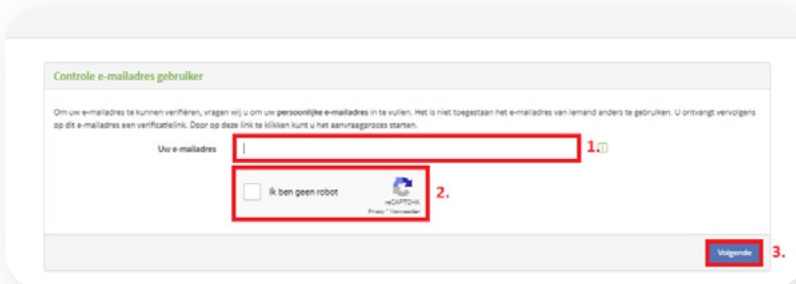 Controle e-mailadres gebruiker
Om uw e-mailadres te kunnen verifiëren, vragen wij u om uw persoonlijke e-mailadres in te vullen. Het is niet toegestaan het e-mailadres van iemand anders te gebruiken. U ontvangt vervolgens
op dit e-mailadres een verificatielink. Door op deze link te klikken kunt u het aanvraagproces starten.
Uw e-mailadres 1.
Ik ben geen robot 2.
reCAPTCHA
Privacy - Voorwaarden
Volgende 3.